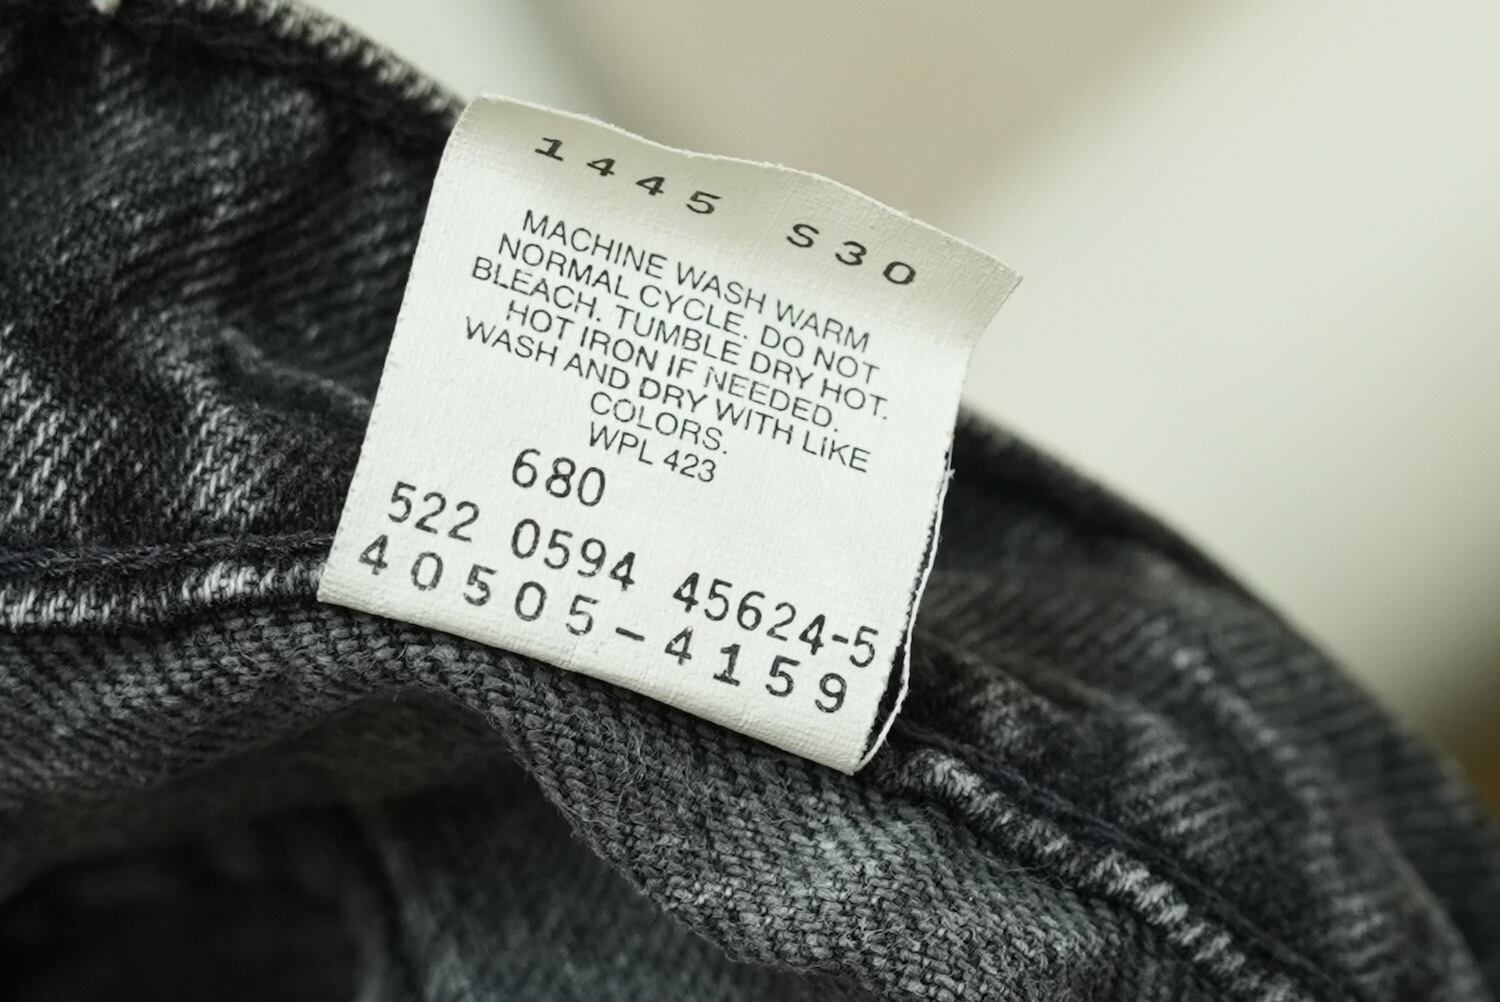 1445 S30
MACHINE WASH WARM
NORMAL CYCLE. DO NOT
BLEACH. TUMBLE DRY HOT.
HOT IRON IF NEEDED.
WASH AND DRY WITH LIKE
COLORS.
WPL 423
680
522 0594 45624-5
40505-4159